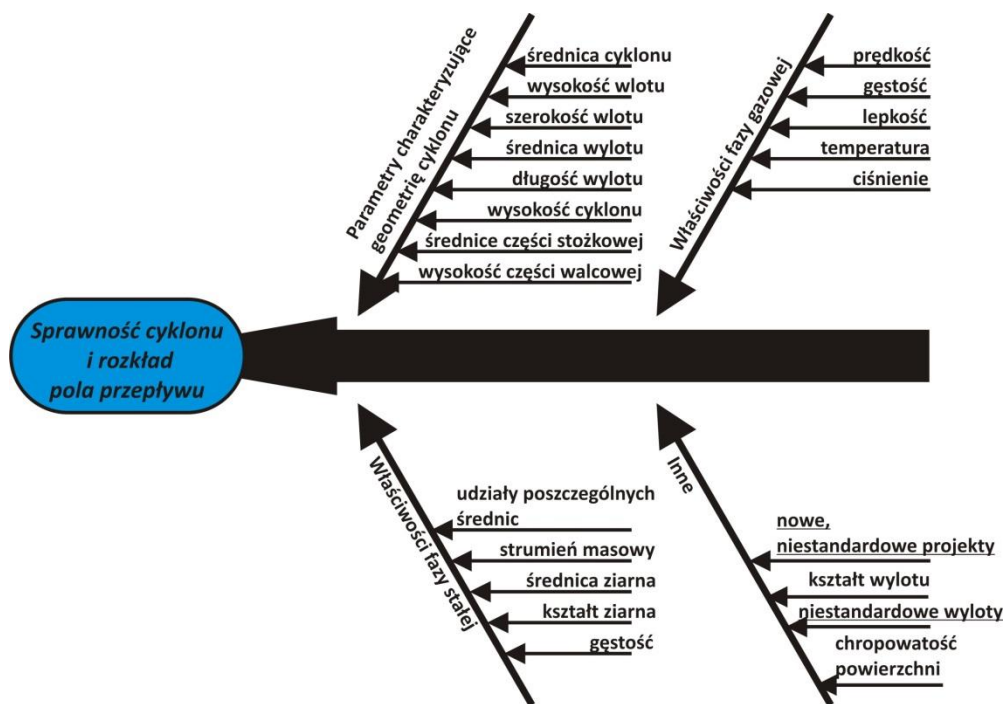 Parametry charakteryzujące
geometrię cyklonu
średnica cyklonu
wysokość wlotu
szerokość wlotu
średnica wylotu
długość wylotu
wysokość cyklonu
średnice części stożkowej
wysokość części walcowej
Właściwości fazy gazowej
prędkość
gęstość
lepkość
temperatura
ciśnienie
Sprawność cyklonu
i rozkład
pola przepływu
Właściwości fazy stałej
udziały poszczególnych
średnic
strumień masowy
średnica ziarna
kształt ziarna
gęstość
Inne
nowe,
niestandardowe projekty
kształt wylotu
niestandardowe wyloty
chropowatość
powierzchni